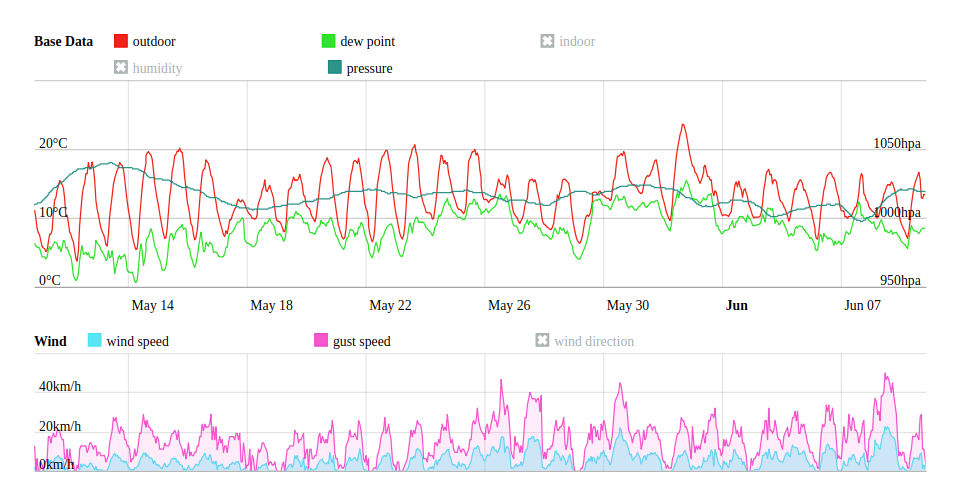 Base Data outdoor dew point indoor
humidity pressure
20°C 1050hpa
10°C 1000hpa
0°C 950hpa
May 14 May 18 May 22 May 26 May 30 Jun Jun 07
Wind wind speed gust speed wind direction
40km/h
20km/h
0km/h